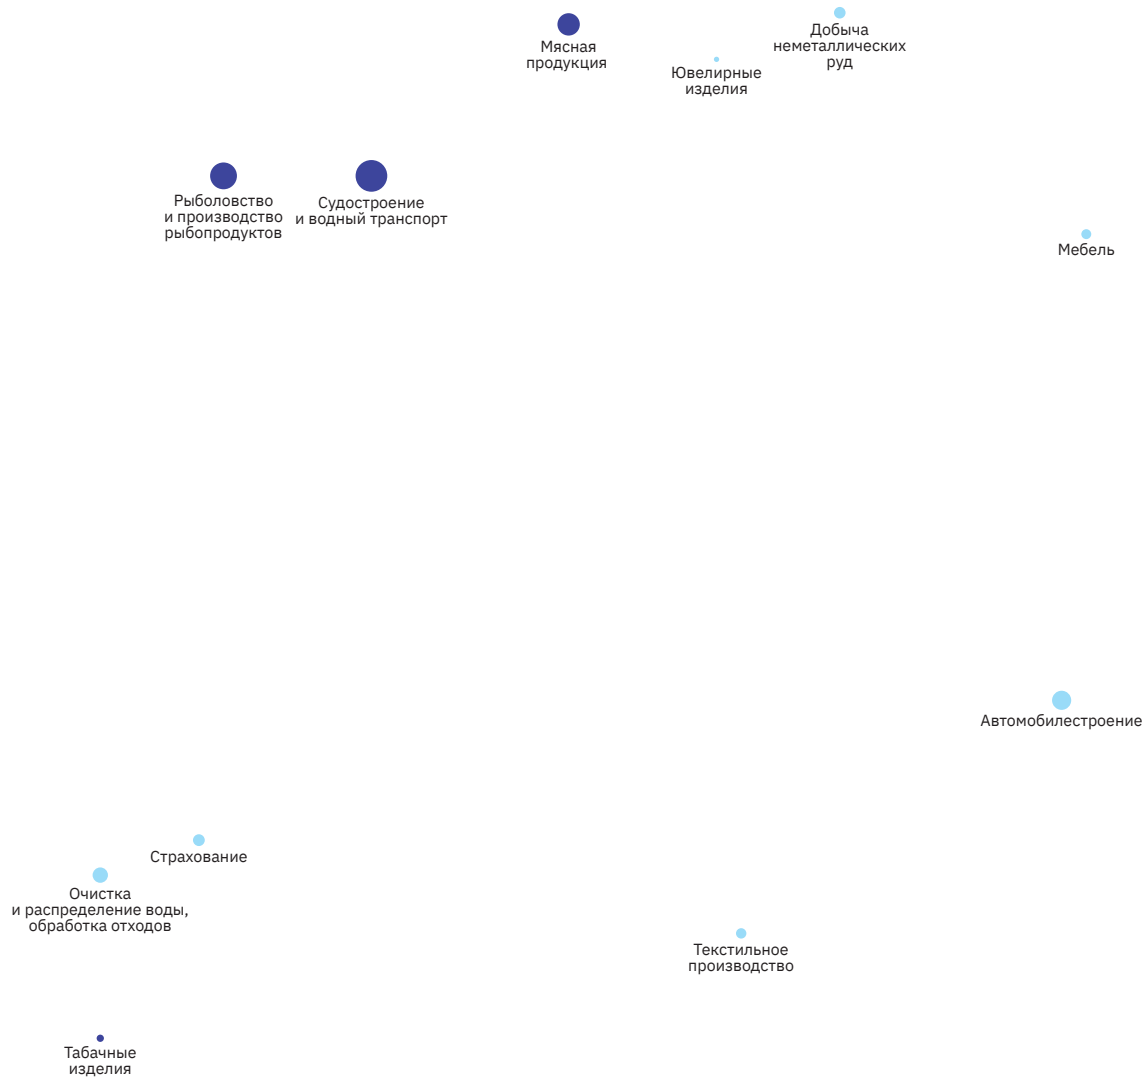 Добыча
неметаллических
руд
Мясная
продукция
Ювелирные
изделия
Рыболовство
и производство
рыбопродуктов
Судостроение
и водный транспорт
Мебель
Автомобилестроение
Страхование
Очистка
и распределение воды,
обработка отходов
Текстильное
производство
Табачные
изделия